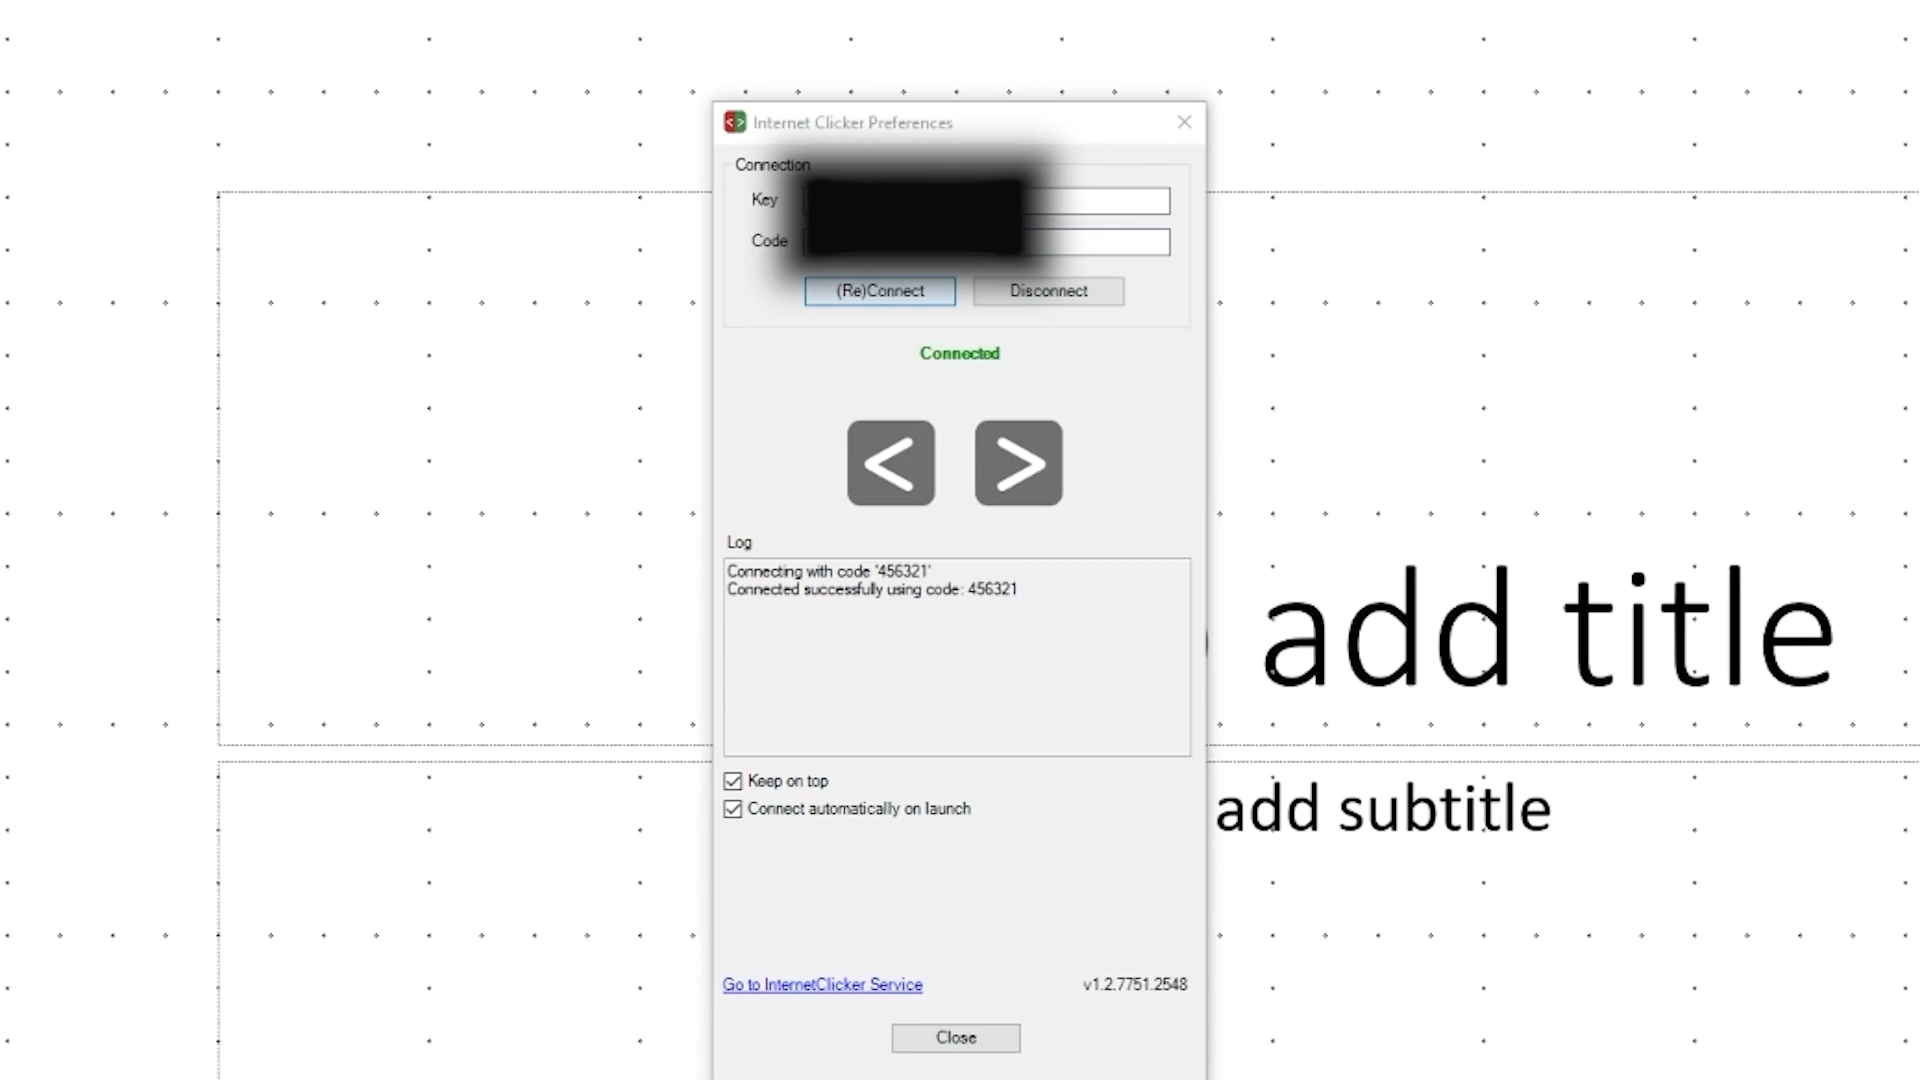 Internet Clicker Preferences
Connection
Key
Code
(Re)Connect
Disconnect
Connected
< >
Log
Connecting with code '456321'
Connected successfully using code: 456321
add title
Keep on top
Connect automatically on launch
add subtitle
Go to InternetClicker Service
v1.2.7751.2548
Close